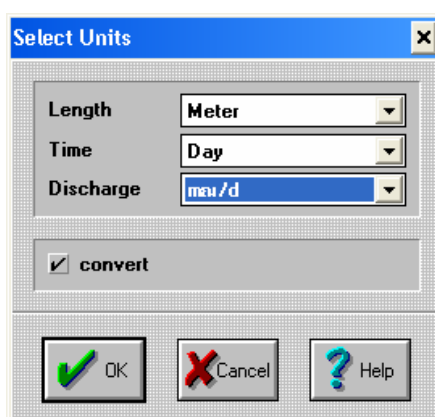 Select Units
Length Meter
Time Day
Discharge
convert
OK Cancel Help